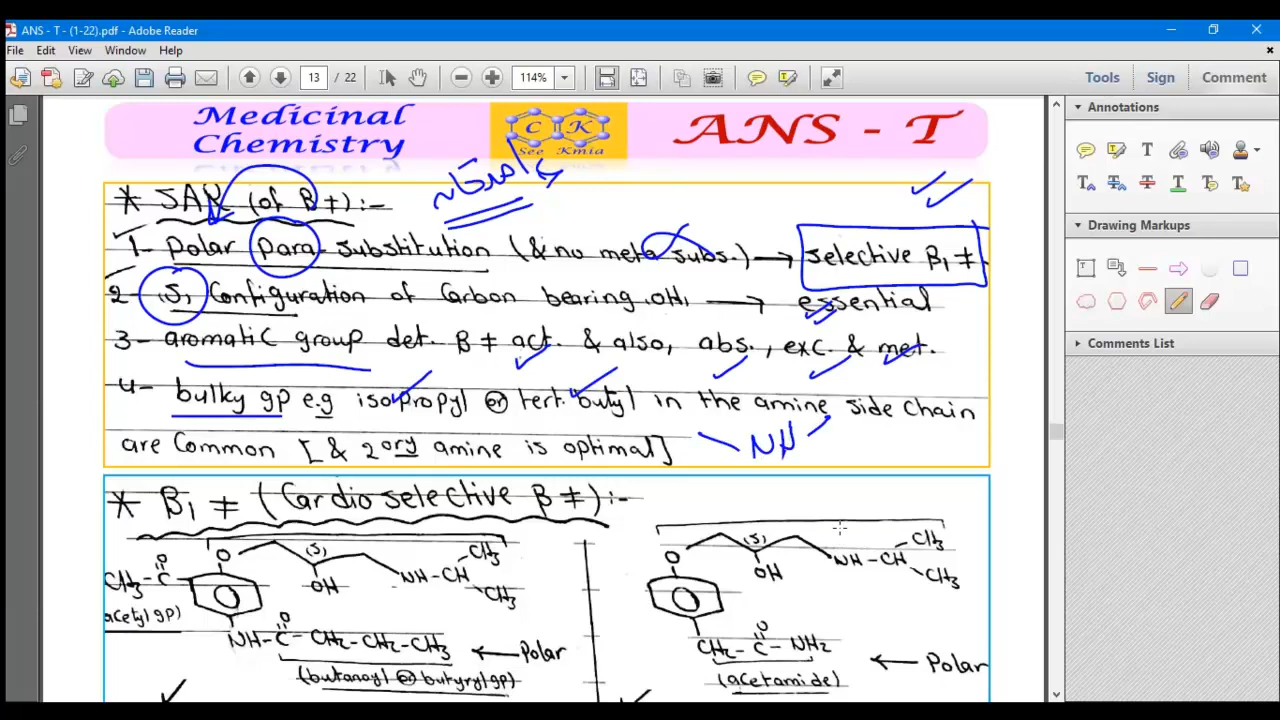 ANS - T - (1-22).pdf - Adobe Reader
File Edit View Window Help
13 / 22 114% Tools Sign Comment
Annotations
Drawing Markups
Comments List
Medicinal
Chemistry
C K
See Kmia
ANS - T
* SAR (of β ≠) :-
1- Polar para substitution (& no meta subs.) → selective β1 ≠
2- (S) Configuration of Carbon bearing (OH) → essential
3- aromatic group det. β ≠ act. & also, abs., exc. & met.
4- bulky gp e.g isopropyl or tert. butyl in the amine side chain
are Common [& 2ory amine is optimal]
NH
* β1 ≠ (Cardio selective β ≠) :-
O (S) OH NH - CH CH3 CH3
CH3 - C O
(acetyl gp)
NH - C O - CH2 - CH2 - CH3 ← Polar
(butanoyl or butyryl gp)
O (S) OH NH - CH CH3 CH3
CH2 - C O - NH2 ← Polar
(acetamide)